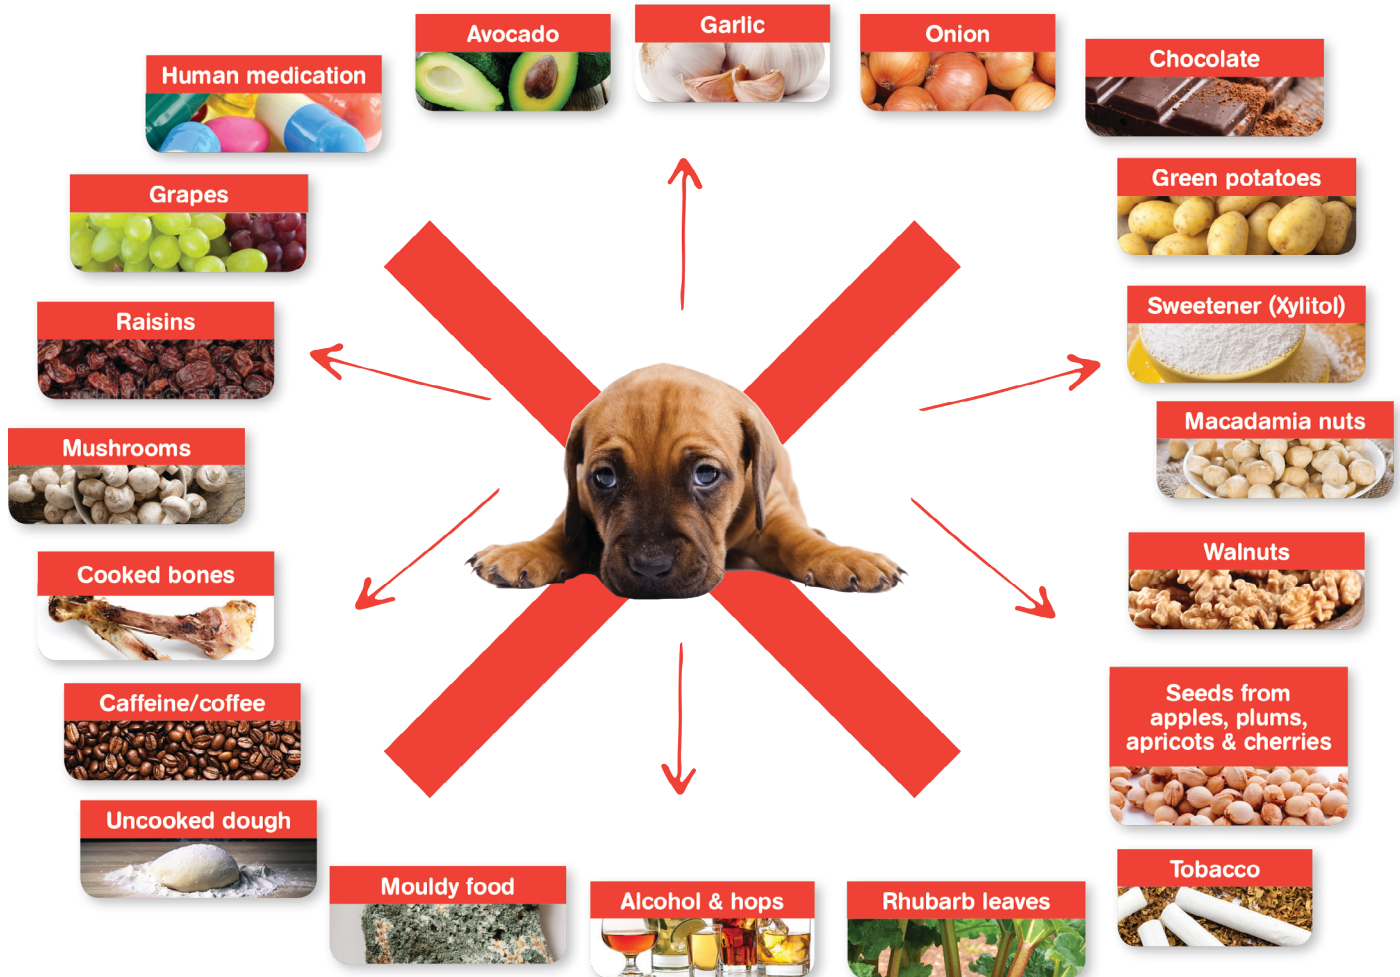 Avocado
Garlic
Onion
Chocolate
Human medication
Green potatoes
Grapes
Sweetener (Xylitol)
Raisins
Macadamia nuts
Mushrooms
Walnuts
Cooked bones
Seeds from
apples, plums,
apricots & cherries
Caffeine/coffee
Uncooked dough
Tobacco
Mouldy food
Alcohol & hops
Rhubarb leaves